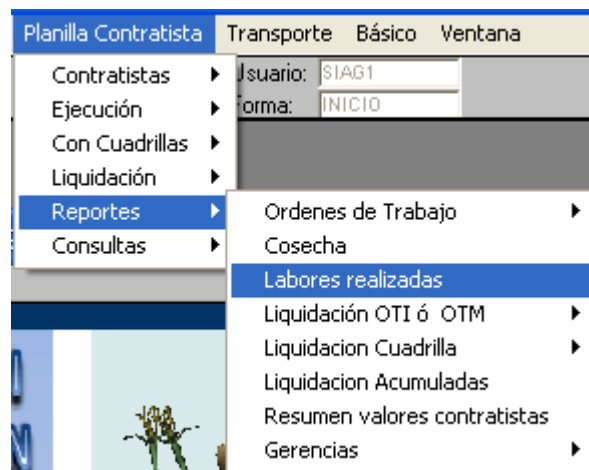 Planilla Contratista Transporte Básico Ventana
Contratistas
Usuario: SIAG1
Ejecución
Forma: INICIO
Con Cuadrillas
Liquidación
Reportes
Consultas
Ordenes de Trabajo
Cosecha
Labores realizadas
Liquidación OTI ó OTM
Liquidacion Cuadrilla
Liquidacion Acumuladas
Resumen valores contratistas
Gerencias